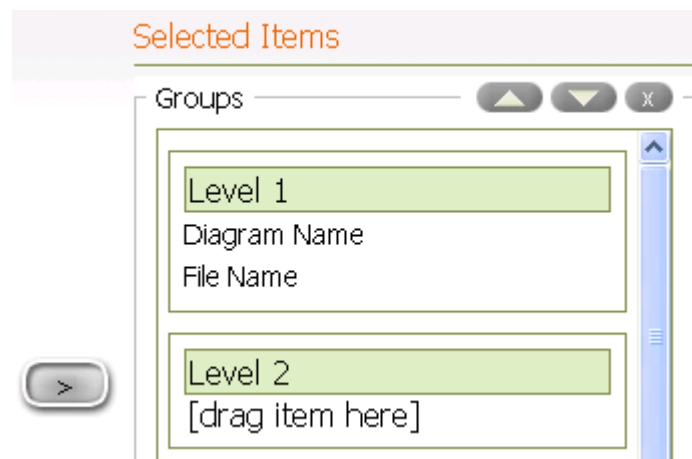 Selected Items
Groups x
Level 1
Diagram Name
File Name
Level 2
>
[drag item here]